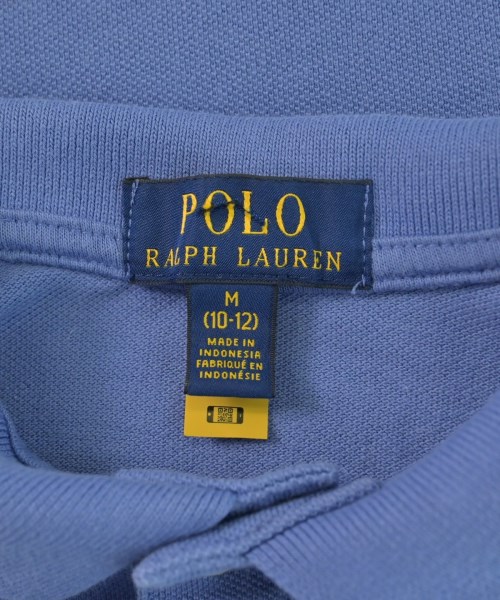 POLO
RALPH LAUREN
M
(10-12)
MADE IN
INDONESIA
FABRIQUÉ EN
INDONÉSIE